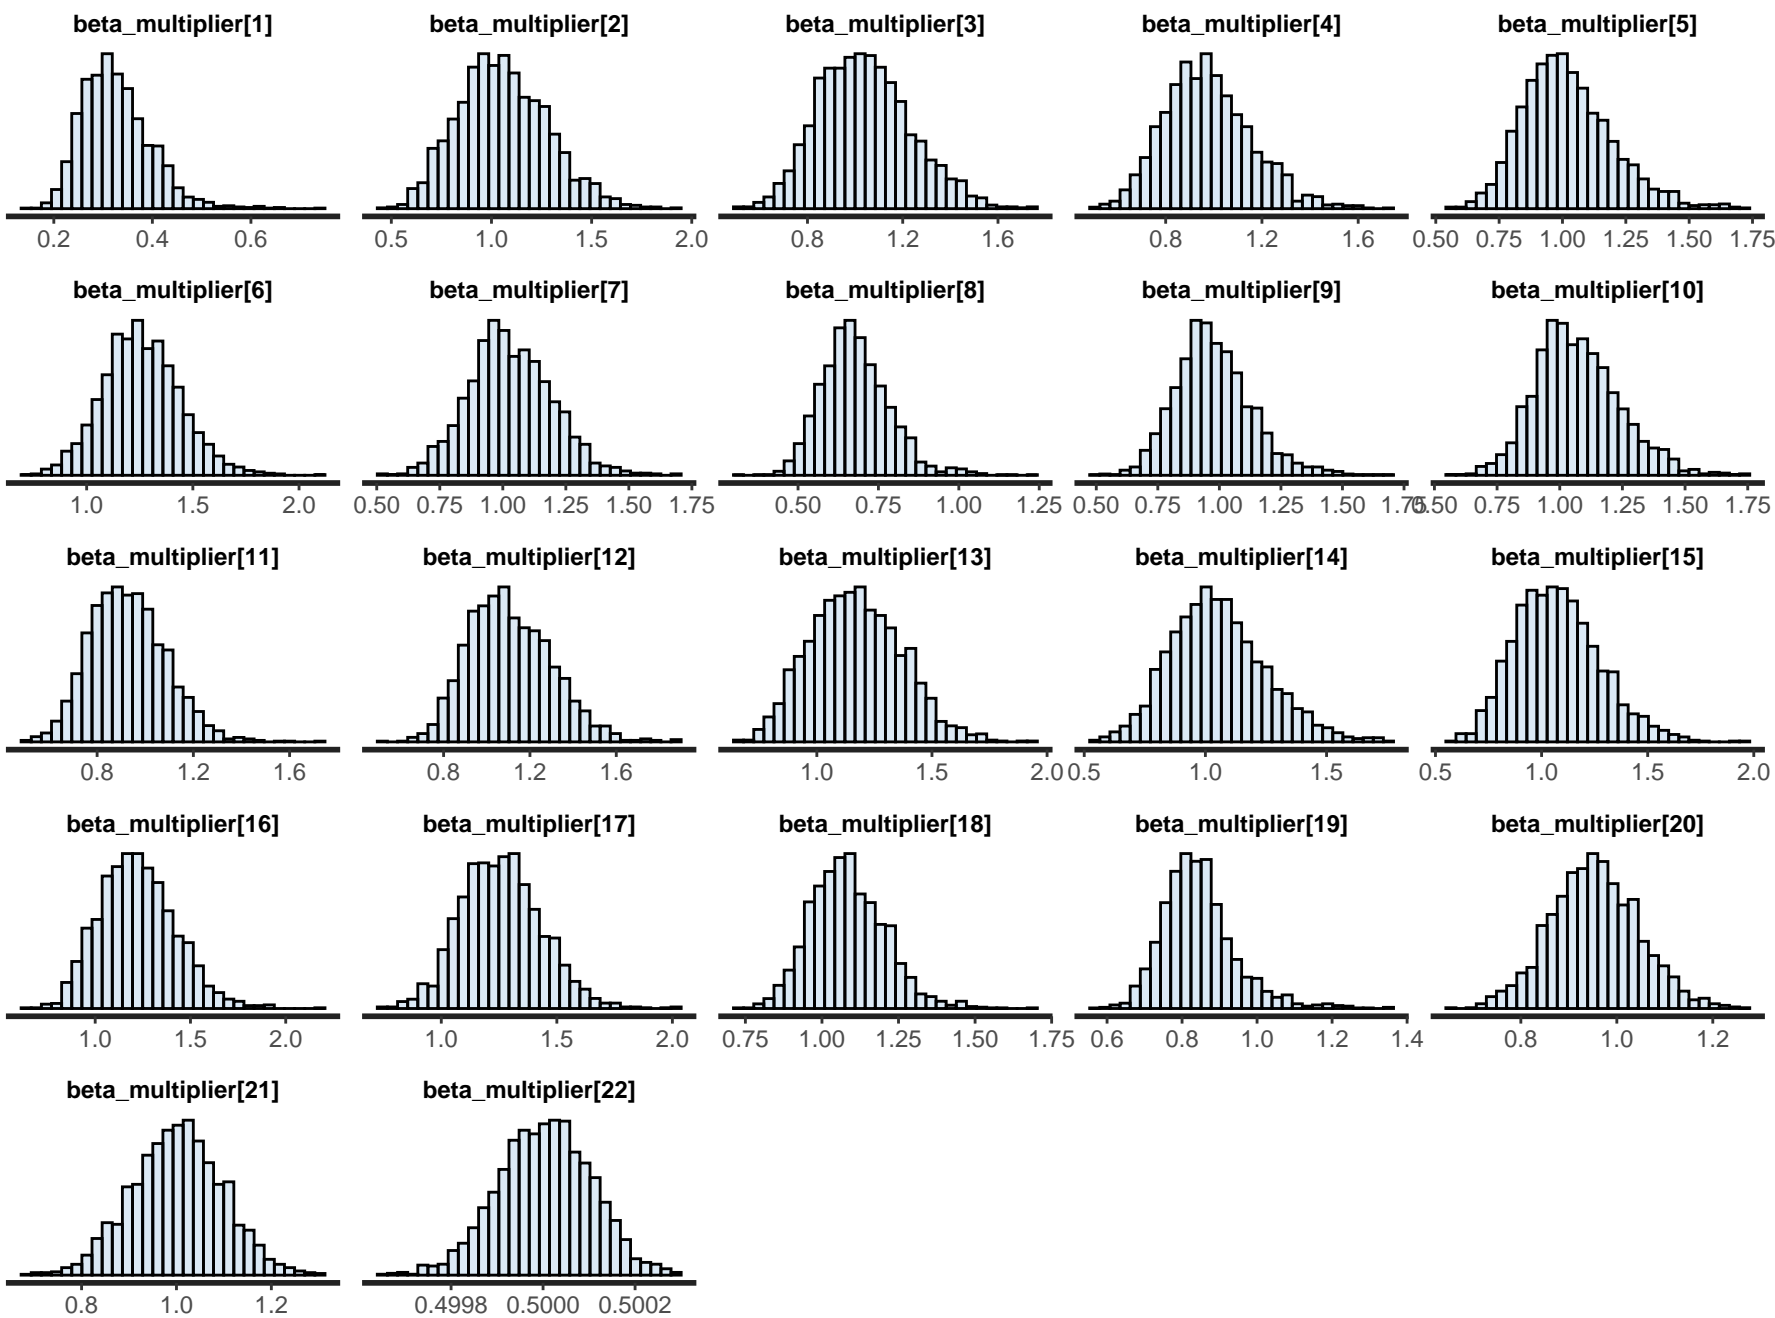 beta_multiplier[1] beta_multiplier[2] beta_multiplier[3] beta_multiplier[4] beta_multiplier[5]
0.2 0.4 0.6 0.5 1.0 1.5 2.0 0.8 1.2 1.6 0.8 1.2 1.6 0.50 0.75 1.00 1.25 1.50 1.75
beta_multiplier[6] beta_multiplier[7] beta_multiplier[8] beta_multiplier[9] beta_multiplier[10]
1.0 1.5 2.0 0.50 0.75 1.00 1.25 1.50 1.75 0.50 0.75 1.00 1.25 0.50 0.75 1.00 1.25 1.50 1.75 0.50 0.75 1.00 1.25 1.50 1.75
beta_multiplier[11] beta_multiplier[12] beta_multiplier[13] beta_multiplier[14] beta_multiplier[15]
0.8 1.2 1.6 0.8 1.2 1.6 1.0 1.5 2.0 0.5 1.0 1.5 0.5 1.0 1.5 2.0
beta_multiplier[16] beta_multiplier[17] beta_multiplier[18] beta_multiplier[19] beta_multiplier[20]
1.0 1.5 2.0 1.0 1.5 2.0 0.75 1.00 1.25 1.50 1.75 0.6 0.8 1.0 1.2 1.4 0.8 1.0 1.2
beta_multiplier[21] beta_multiplier[22]
0.8 1.0 1.2 0.4998 0.5000 0.5002